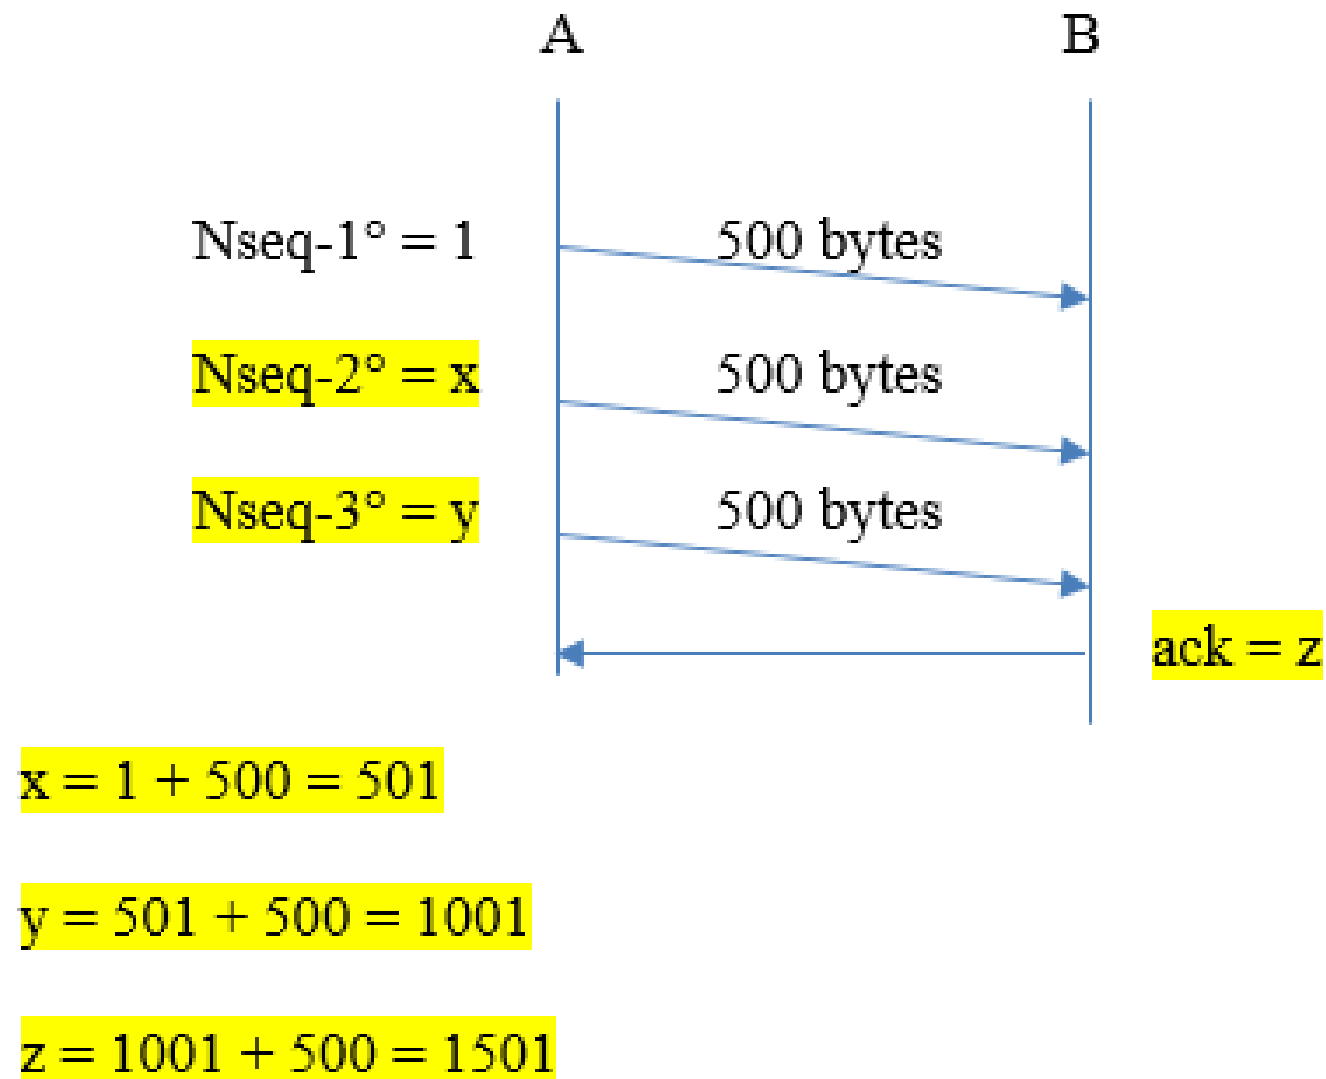 A B
Nseq-1° = 1 500 bytes
Nseq-2° = x 500 bytes
Nseq-3° = y 500 bytes
ack = z
x = 1 + 500 = 501
y = 501 + 500 = 1001
z = 1001 + 500 = 1501